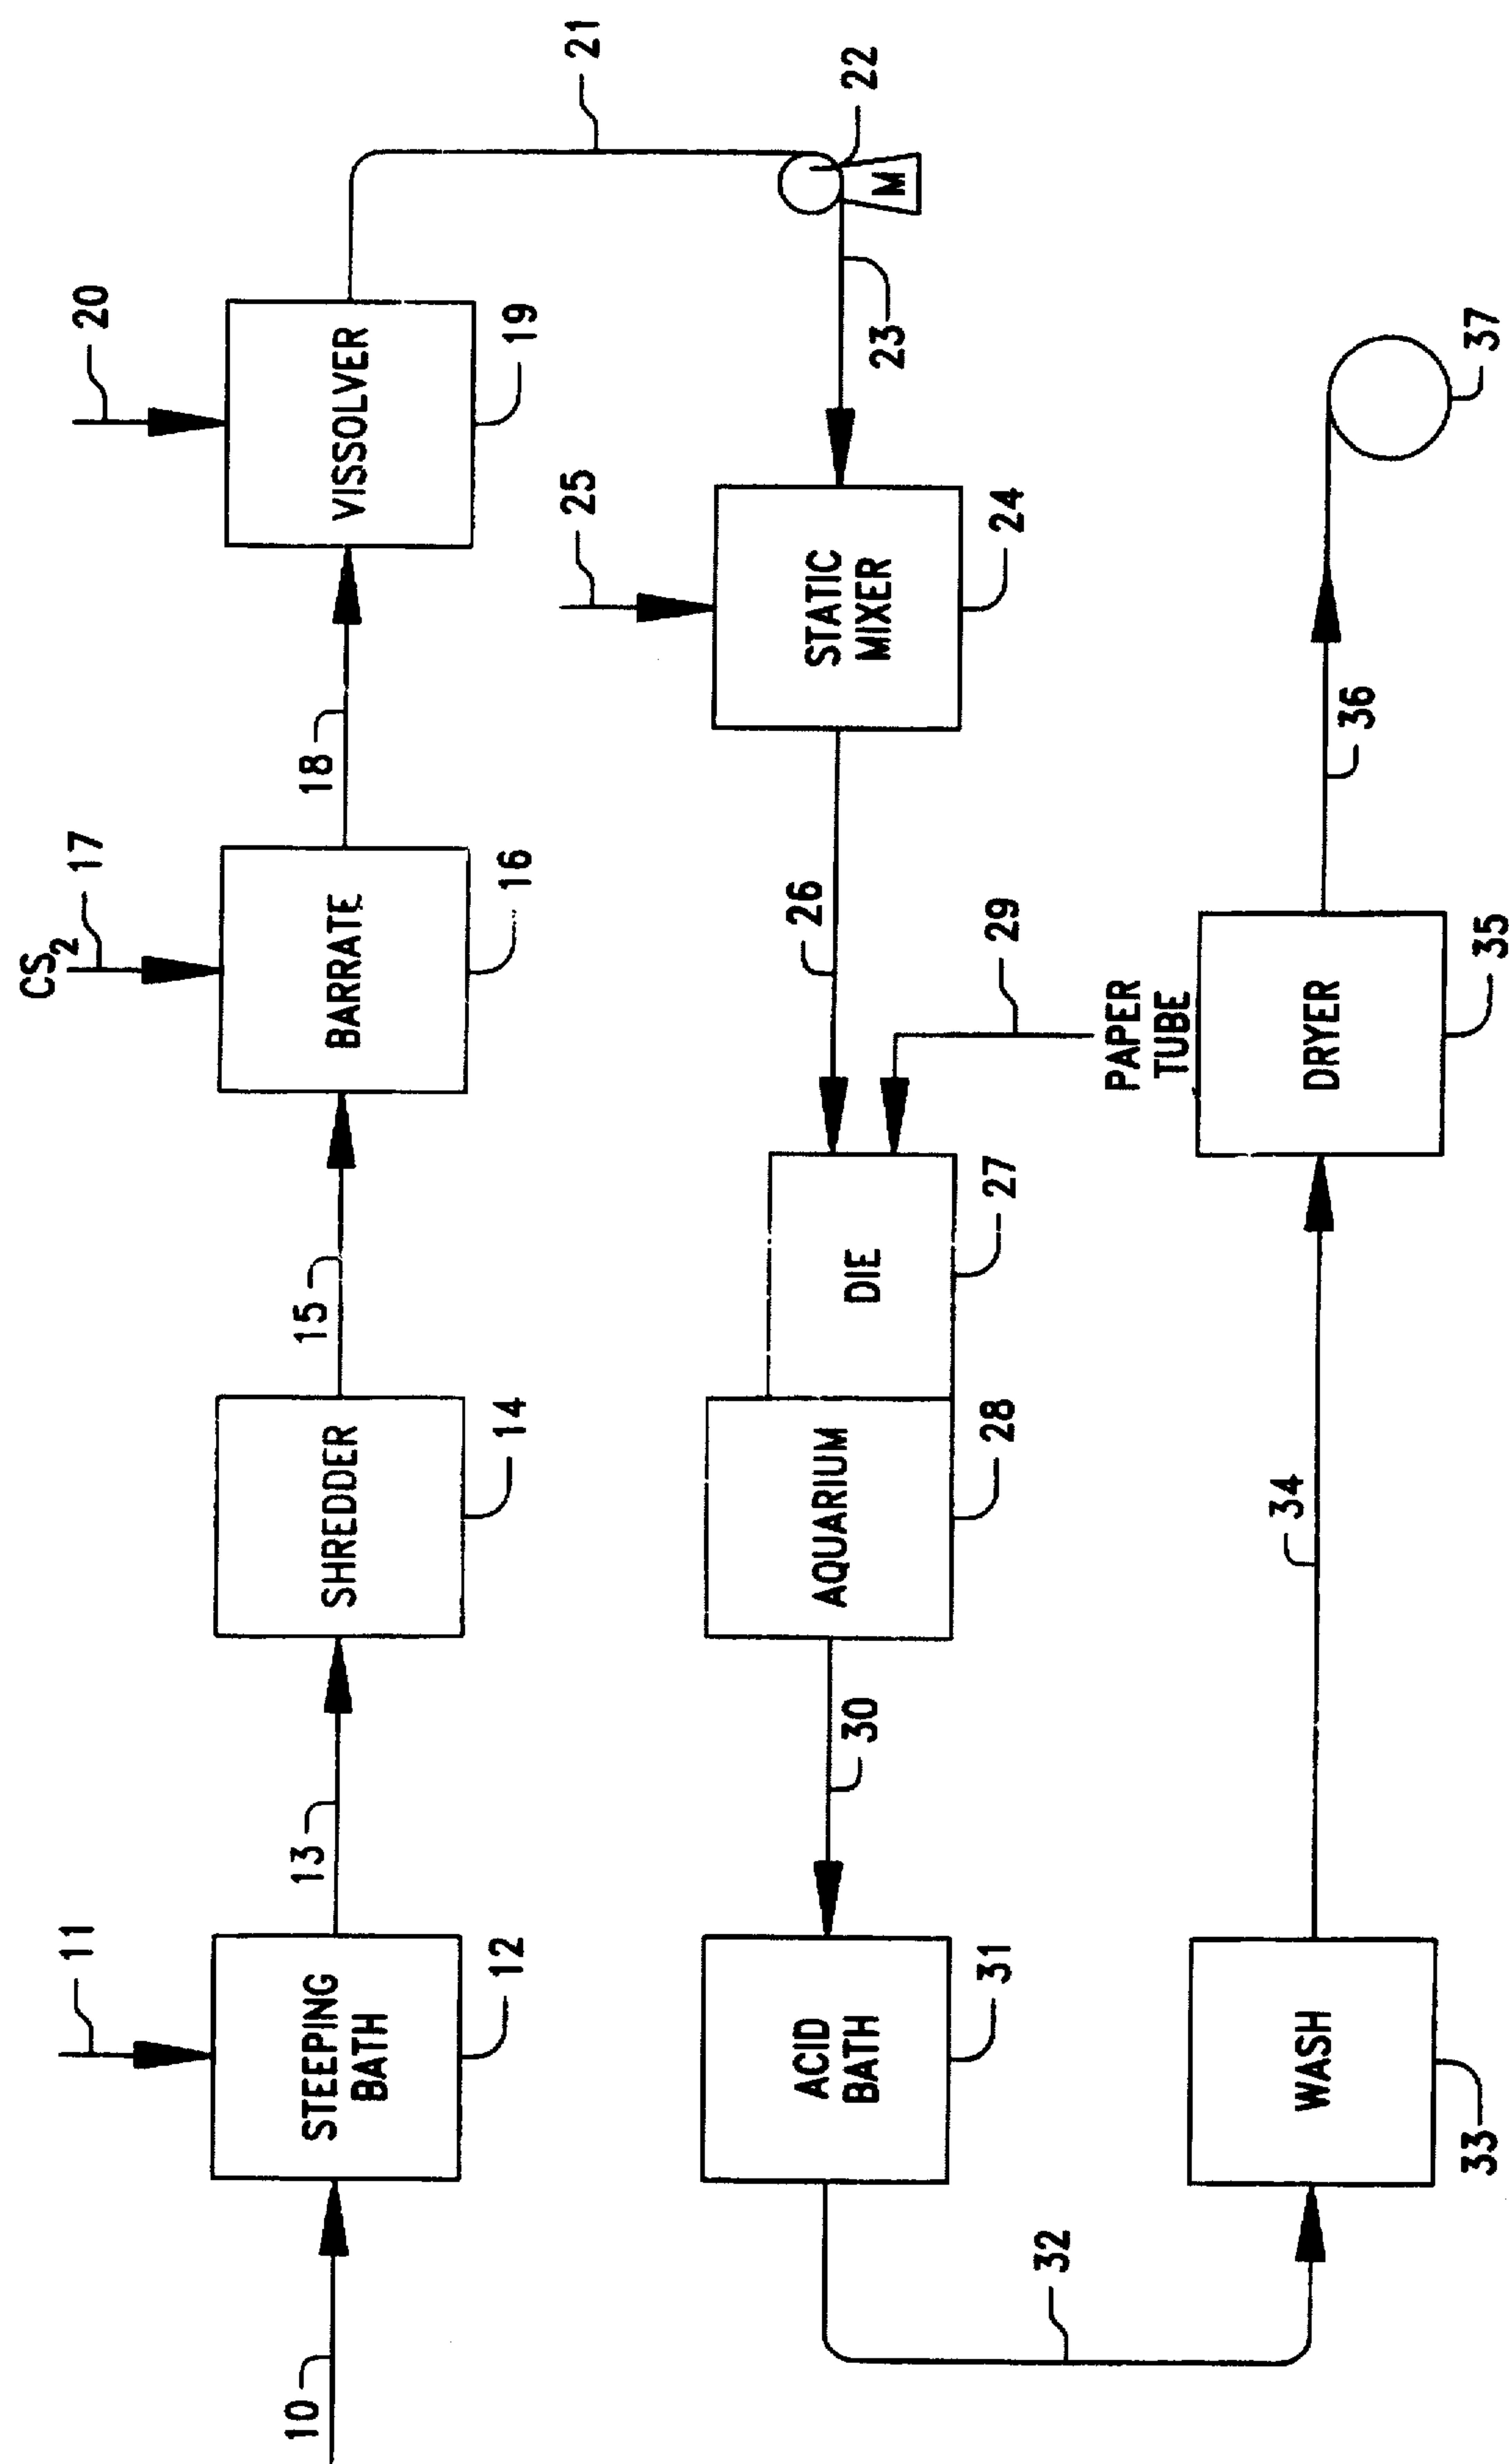 10
11
STEEPING
BATH
12
13
SHREDDER
14
15
CS2
17
BARRATE
16
18
20
VISSOLVER
19
21
22
M
23
25
STATIC
MIXER
24
26
PAPER
TUBE
29
DIE
27
AQUARIUM
28
30
ACID
BATH
31
32
WASH
33
34
DRYER
35
36
37